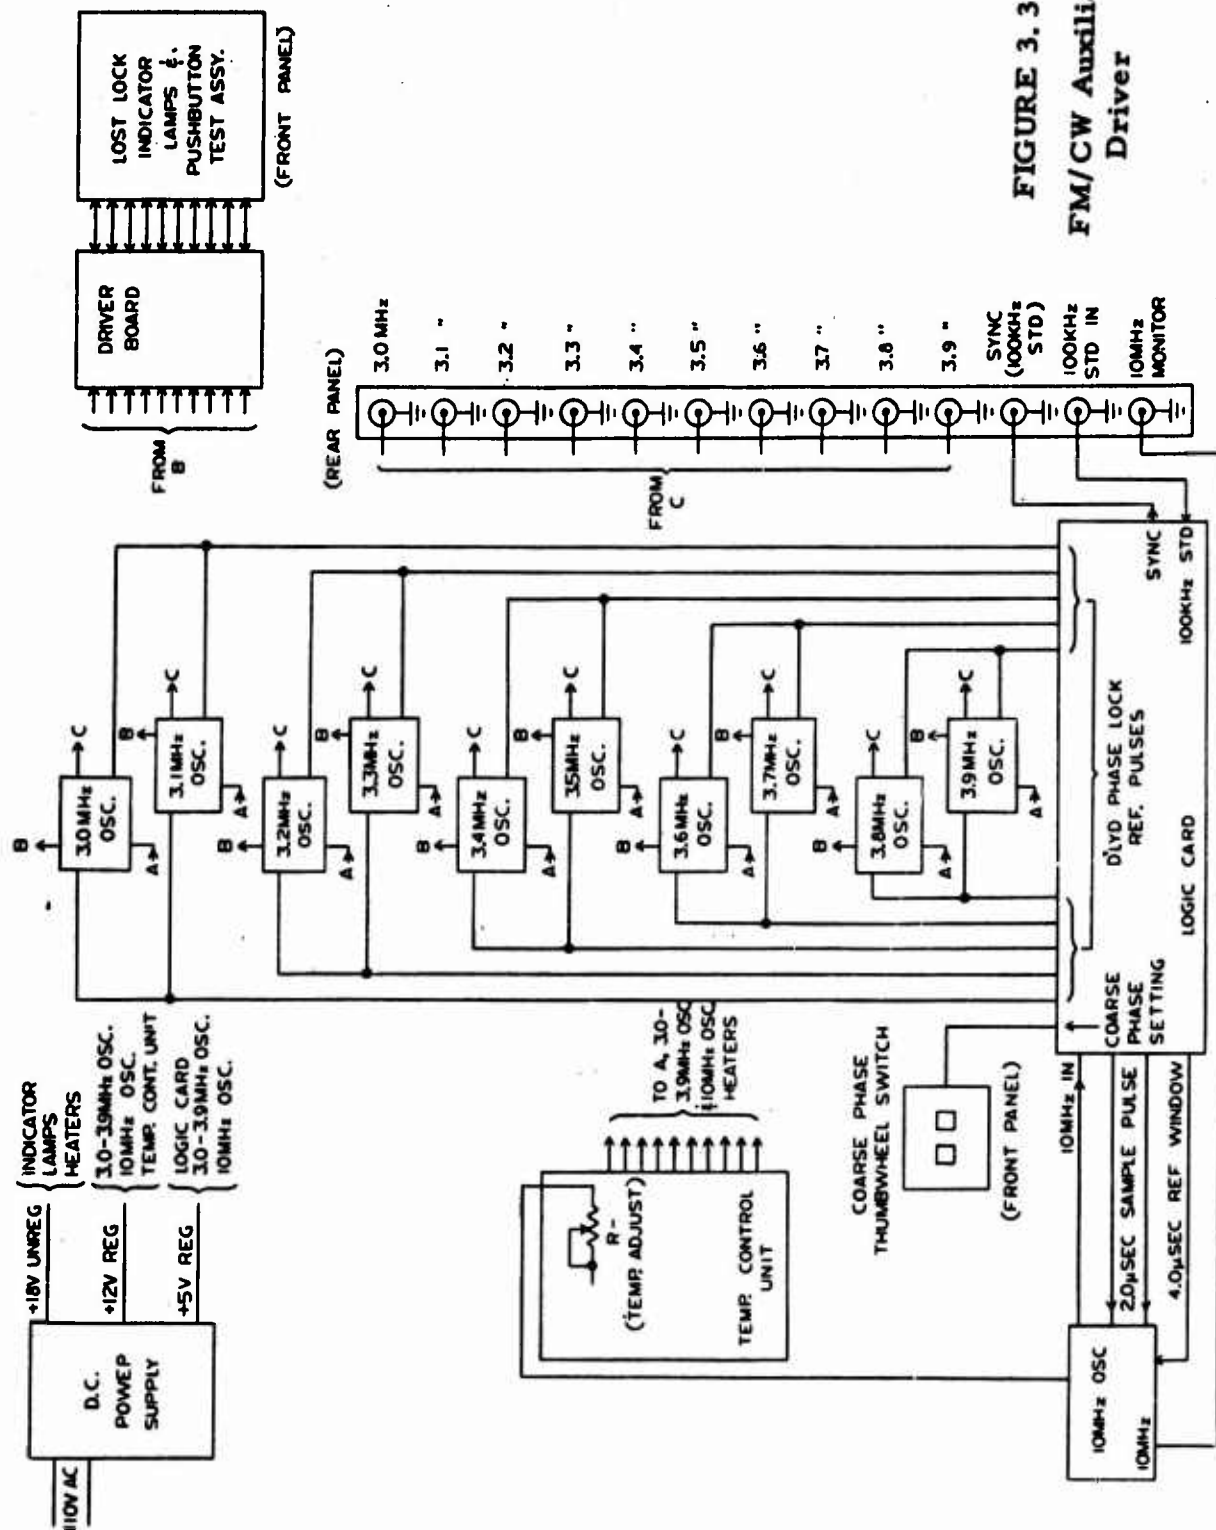 110V AC
D.C.
POWEP
SUPPLY
+18V UNREG
INDICATOR
LAMPS
HEATERS
+12V REG
3.0-3.9MHz OSC.
10MHz OSC.
TEMP. CONT. UNIT
+5V REG
LOGIC CARD
3.0-3.9MHz OSC.
10MHz OSC.
B
3.0MHz
OSC.
C
A
B
3.1MHz
OSC.
C
A
B
3.2MHz
OSC.
C
A
B
3.3MHz
OSC.
C
A
B
3.4MHz
OSC.
C
A
B
3.5MHz
OSC.
C
A
B
3.6MHz
OSC.
C
A
B
3.7MHz
OSC.
C
A
B
3.8MHz
OSC.
C
A
B
3.9MHz
OSC.
C
A
FROM
B
DRIVER
BOARD
LOST LOCK
INDICATOR
LAMPS &.
PUSHBUTTON
TEST ASSY.
(FRONT PANEL)
(REAR PANEL)
3.0 MHz
3.1 "
3.2 "
3.3 "
3.4 "
3.5 "
3.6 "
3.7 "
3.8 "
3.9 "
SYNC
(100KHz
STD)
100KHz
STD IN
10MHz
MONITOR
FROM
C
R-
(TEMP. ADJUST)
TEMP. CONTROL
UNIT
TO A, 3.0-
3.9MHz OSC
&10MHz OSC.
HEATERS
COARSE PHASE
THUMBWHEEL SWITCH
(FRONT PANEL)
10MHz OSC
10MHz
10MHz IN
2.0µSEC SAMPLE PULSE
4.0µSEC REF WINDOW
COARSE
PHASE
SETTING
D'LYD PHASE LOCK
REF. PULSES
LOGIC CARD
SYNC
100KHz STD
FIGURE 3.3
FM/CW Auxili
Driver